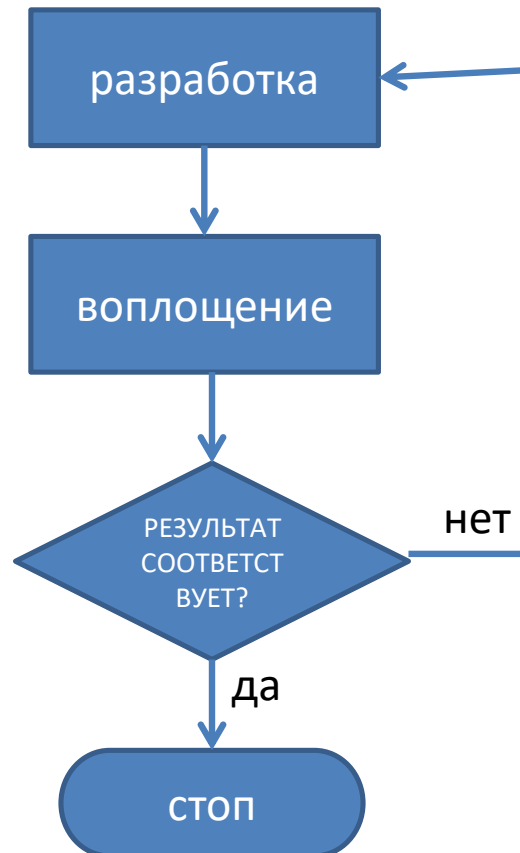 разработка
воплощение
РЕЗУЛЬТАТ
СООТВЕТСТ
ВУЕТ?
нет
да
стоп